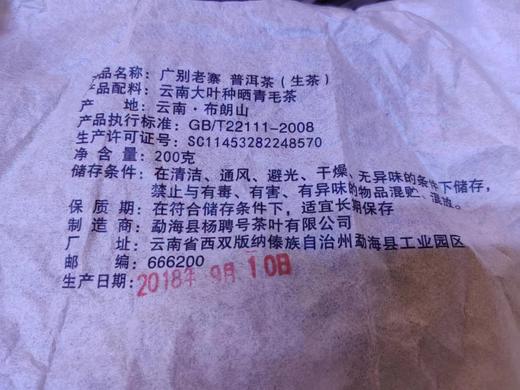 产品名称：广别老寨 普洱茶（生茶）
产品配料：云南大叶种晒青毛茶
产 地：云南·布朗山
产品执行标准：GB/T22111-2008
生产许可证号：SC11453282248570
净含量：200克
储存条件：在清洁、通风、避光、干燥、无异味的条件下储存，
禁止与有毒、有害、有异味的物品混贮、混放。
保质期：在符合储存条件下，适宜长期保存
制造商：勐海县杨聘号茶叶有限公司
厂 址：云南省西双版纳傣族自治州勐海县工业园区
邮 编：666200
生产日期：2018年 9月 10日